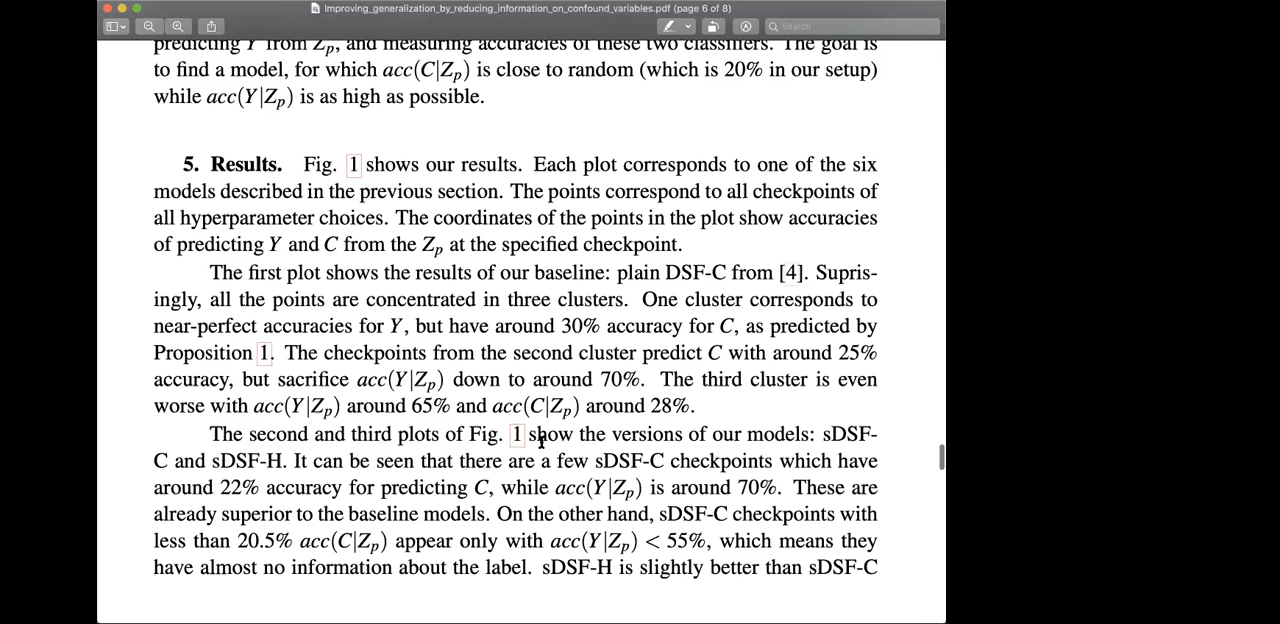 Improving_generalization_by_reducing_information_on_confound_variables.pdf (page 6 of 8)
Search
predicting Y from Zp, and measuring accuracies of these two classifiers. The goal is
to find a model, for which acc(C|Zp) is close to random (which is 20% in our setup)
while acc(Y|Zp) is as high as possible.
5. Results. Fig. 1 shows our results. Each plot corresponds to one of the six
models described in the previous section. The points correspond to all checkpoints of
all hyperparameter choices. The coordinates of the points in the plot show accuracies
of predicting Y and C from the Zp at the specified checkpoint.
The first plot shows the results of our baseline: plain DSF-C from [4]. Supris-
ingly, all the points are concentrated in three clusters. One cluster corresponds to
near-perfect accuracies for Y, but have around 30% accuracy for C, as predicted by
Proposition 1. The checkpoints from the second cluster predict C with around 25%
accuracy, but sacrifice acc(Y|Zp) down to around 70%. The third cluster is even
worse with acc(Y|Zp) around 65% and acc(C|Zp) around 28%.
The second and third plots of Fig. 1 show the versions of our models: sDSF-
C and sDSF-H. It can be seen that there are a few sDSF-C checkpoints which have
around 22% accuracy for predicting C, while acc(Y|Zp) is around 70%. These are
already superior to the baseline models. On the other hand, sDSF-C checkpoints with
less than 20.5% acc(C|Zp) appear only with acc(Y|Zp) < 55%, which means they
have almost no information about the label. sDSF-H is slightly better than sDSF-C